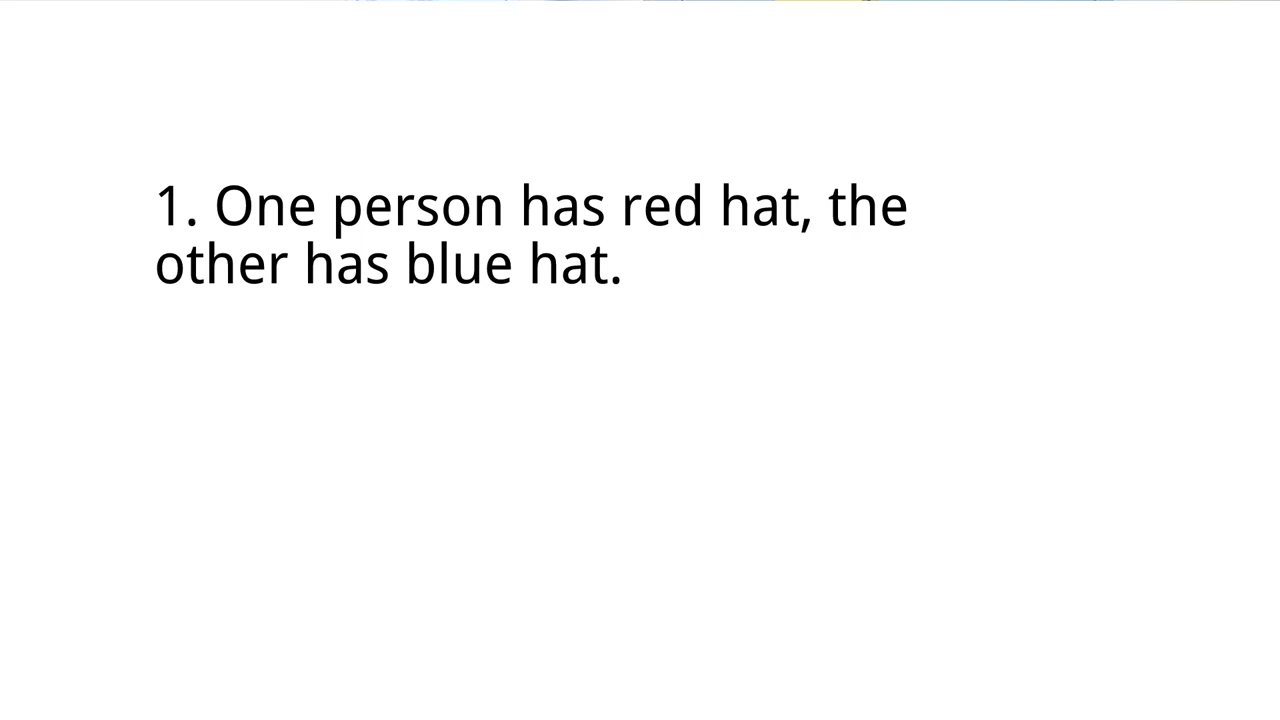 1. One person has red hat, the
other has blue hat.